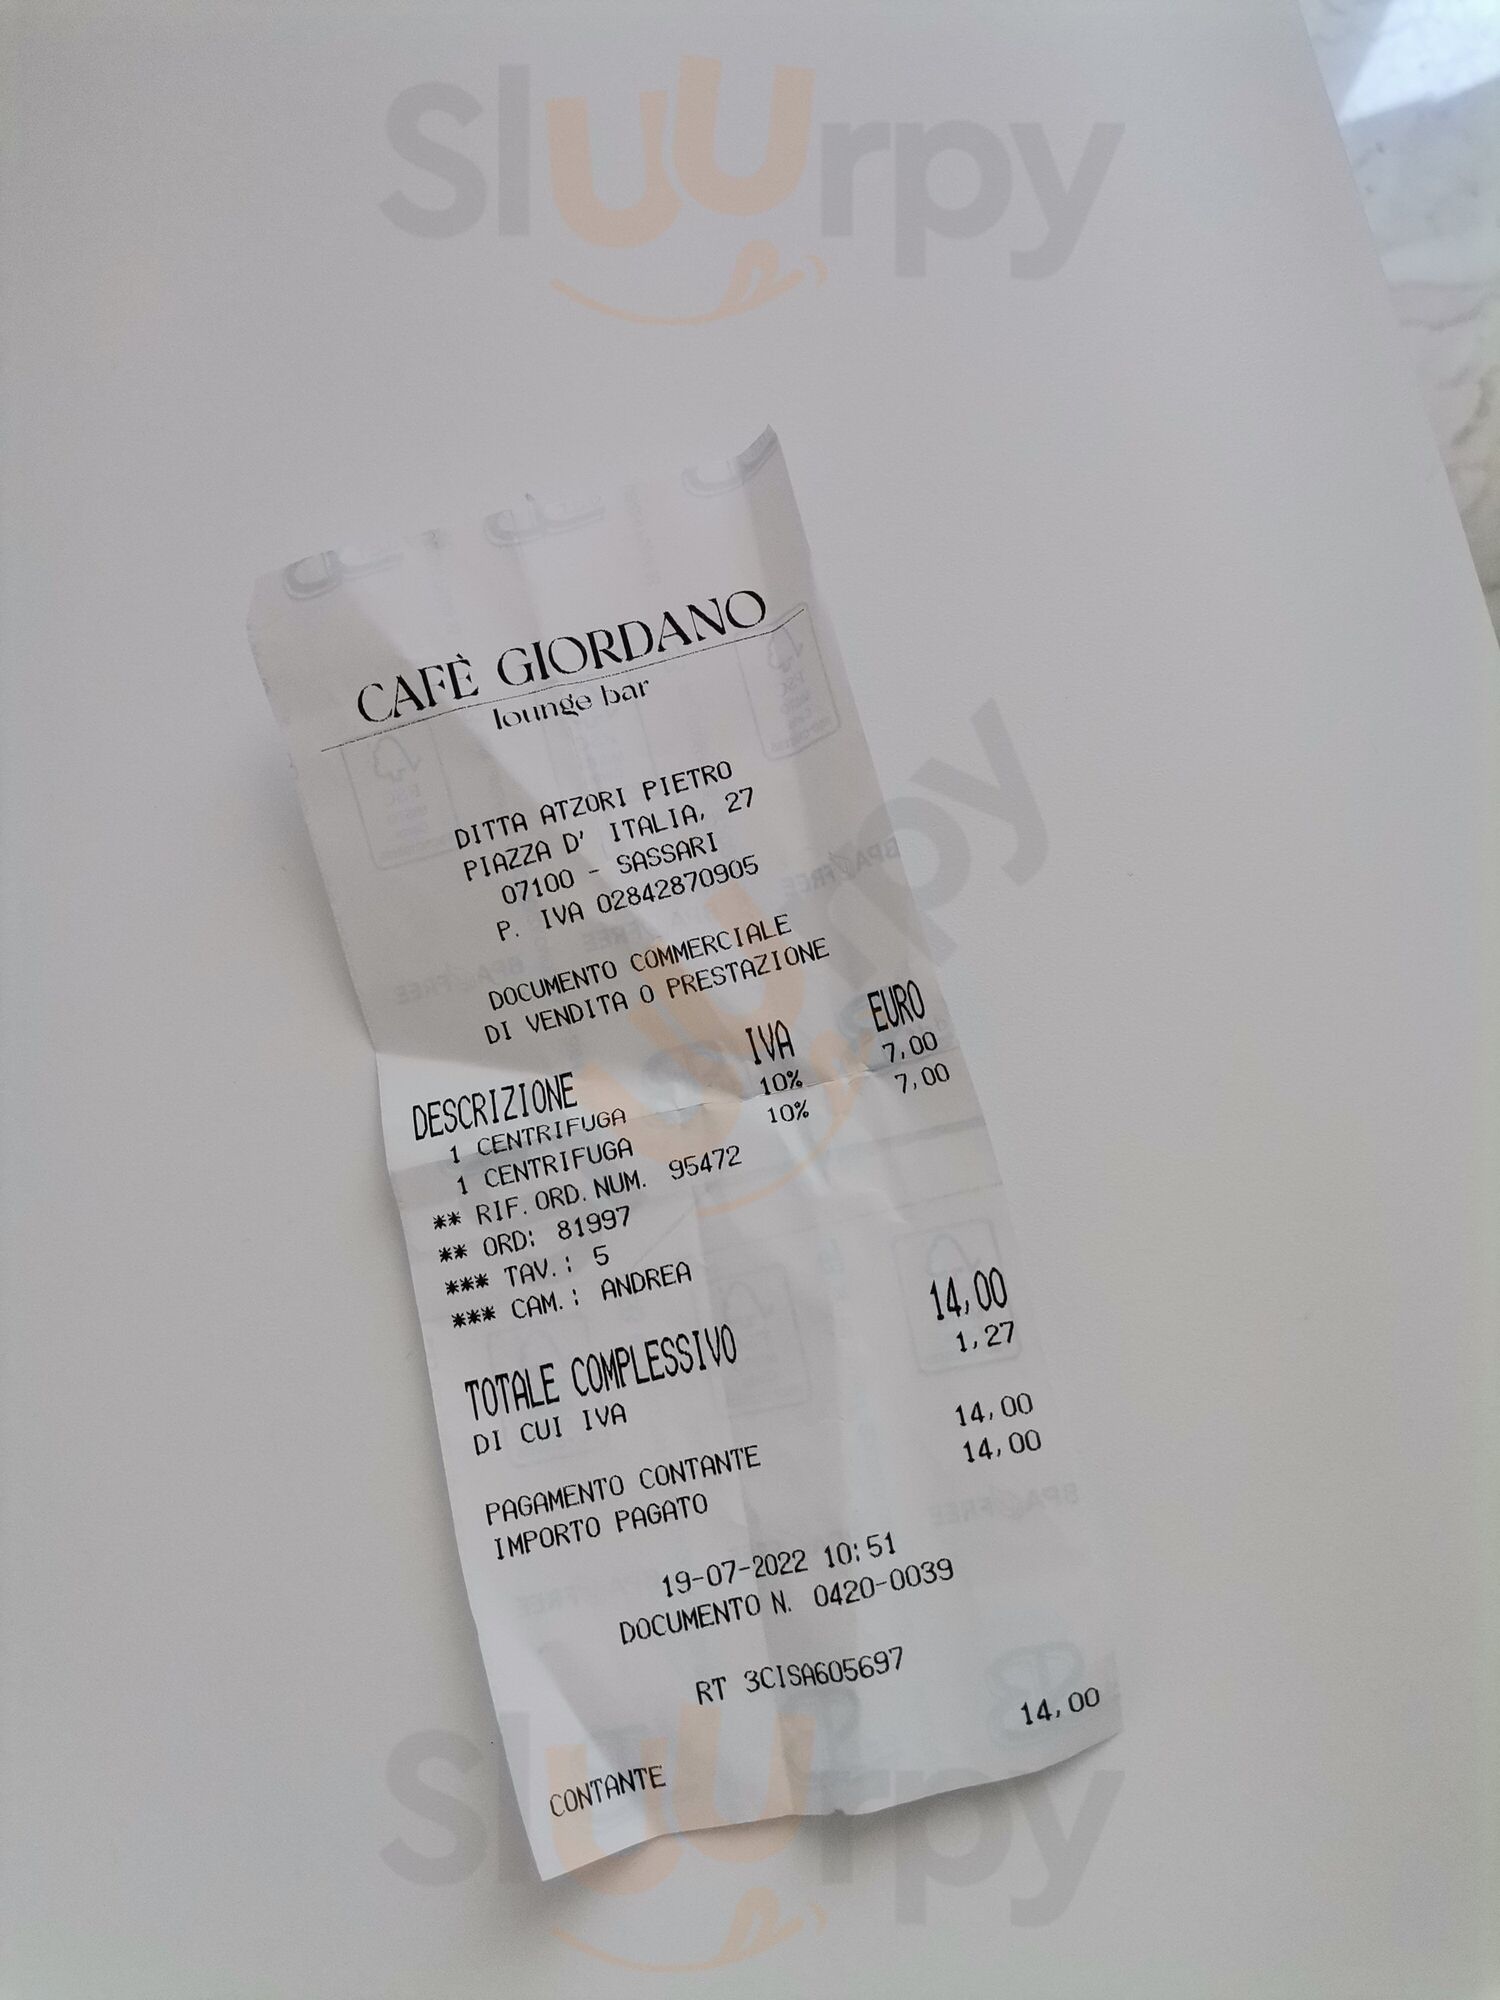 Sluurpy
CAFÈ GIORDANO
lounge bar
DITTA ATZORI PIETRO
PIAZZA D' ITALIA, 27
07100 - SASSARI
P. IVA 02842870905
DOCUMENTO COMMERCIALE
DI VENDITA O PRESTAZIONE
DESCRIZIONE IVA EURO
1 CENTRIFUGA 10% 7,00
1 CENTRIFUGA 10% 7,00
** RIF.ORD.NUM. 95472
** ORD: 81997
*** TAV.: 5
*** CAM.: ANDREA
TOTALE COMPLESSIVO 14,00
DI CUI IVA 1,27
PAGAMENTO CONTANTE 14,00
IMPORTO PAGATO 14,00
19-07-2022 10:51
DOCUMENTO N. 0420-0039
RT 3CISA605697
CONTANTE 14,00
Sluurpy